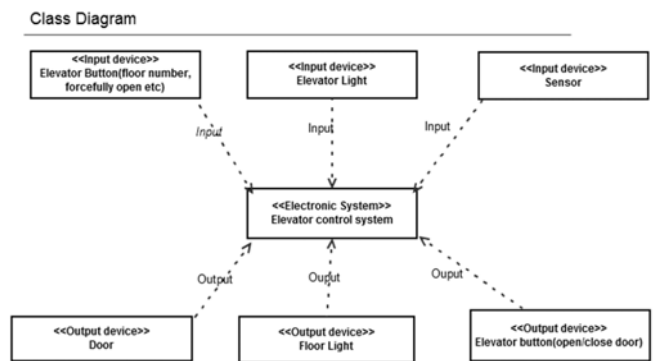 Class Diagram
<<Input device>>
Elevator Button(floor number,
forcefully open etc)
<<Input device>>
Elevator Light
<<Input device>>
Sensor
Input
Input
Input
<<Electronic System>>
Elevator control system
Output
Ouput
Ouput
<<Output device>>
Door
<<Output device>>
Floor Light
<<Output device>>
Elevator button(open/close door)